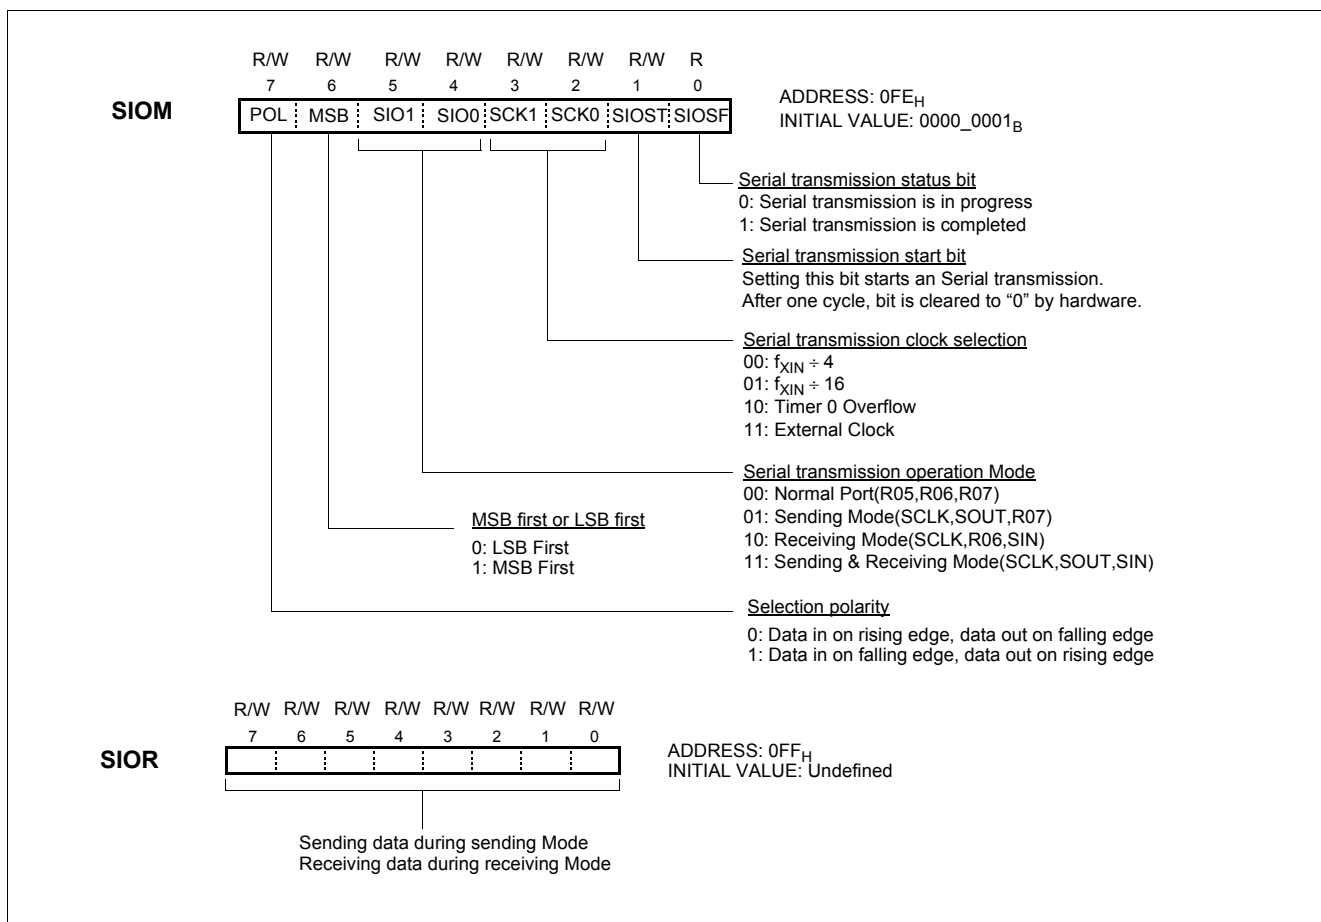 R/W R/W R/W R/W R/W R/W R/W R
7 6 5 4 3 2 1 0
SIOM POL MSB SIO1 SIO0 SCK1 SCK0 SIOST SIOSF
ADDRESS: 0FEH
INITIAL VALUE: 0000_0001B
Serial transmission status bit
0: Serial transmission is in progress
1: Serial transmission is completed
Serial transmission start bit
Setting this bit starts an Serial transmission.
After one cycle, bit is cleared to “0” by hardware.
Serial transmission clock selection
00: fXIN ÷ 4
01: fXIN ÷ 16
10: Timer 0 Overflow
11: External Clock
Serial transmission operation Mode
00: Normal Port(R05,R06,R07)
01: Sending Mode(SCLK,SOUT,R07)
10: Receiving Mode(SCLK,R06,SIN)
11: Sending & Receiving Mode(SCLK,SOUT,SIN)
MSB first or LSB first
0: LSB First
1: MSB First
Selection polarity
0: Data in on rising edge, data out on falling edge
1: Data in on falling edge, data out on rising edge
R/W R/W R/W R/W R/W R/W R/W R/W
7 6 5 4 3 2 1 0
SIOR
ADDRESS: 0FFH
INITIAL VALUE: Undefined
Sending data during sending Mode
Receiving data during receiving Mode